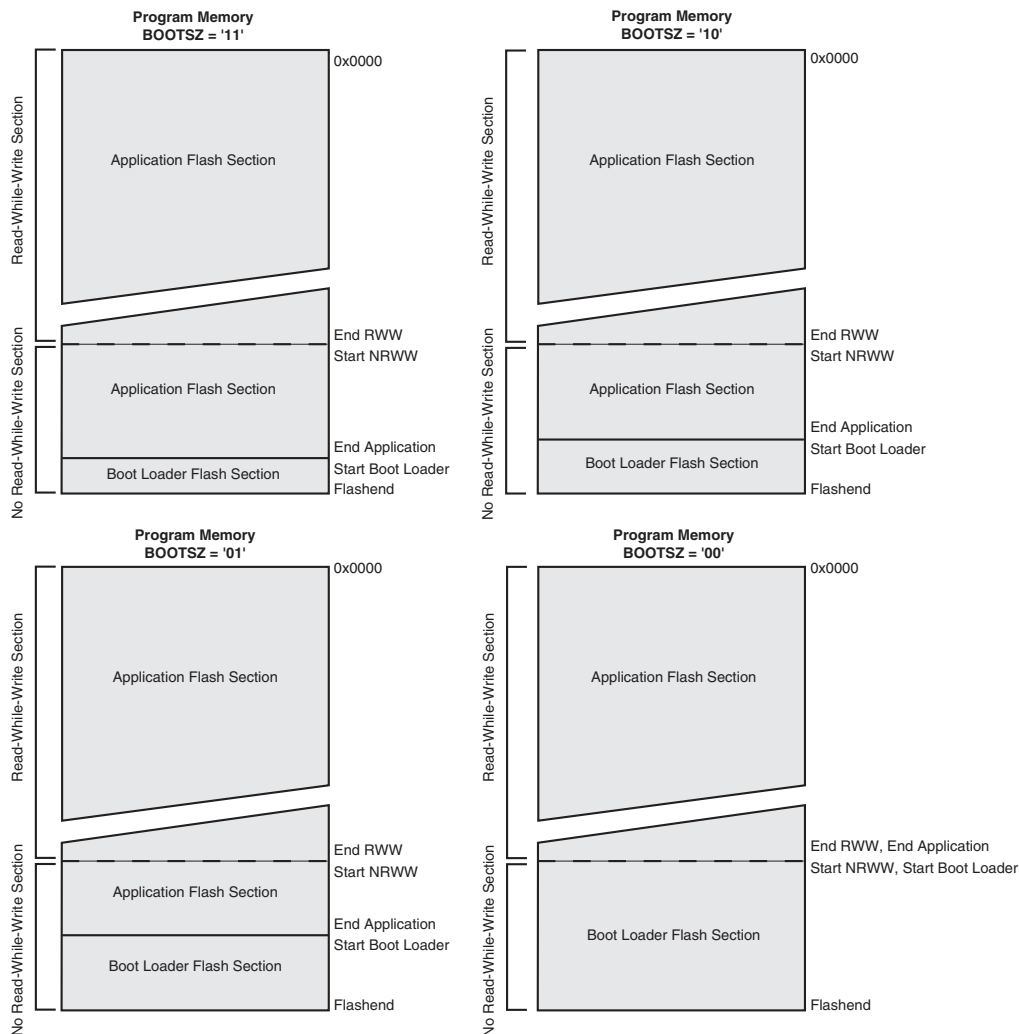 Program Memory
BOOTSZ = '11'
0x0000
Read-While-Write Section
Application Flash Section
End RWW
Start NRWW
No Read-While-Write Section
Application Flash Section
End Application
Start Boot Loader
Boot Loader Flash Section
Flashend
Program Memory
BOOTSZ = '10'
0x0000
Read-While-Write Section
Application Flash Section
End RWW
Start NRWW
No Read-While-Write Section
Application Flash Section
End Application
Start Boot Loader
Boot Loader Flash Section
Flashend
Program Memory
BOOTSZ = '01'
0x0000
Read-While-Write Section
Application Flash Section
End RWW
Start NRWW
No Read-While-Write Section
Application Flash Section
End Application
Start Boot Loader
Boot Loader Flash Section
Flashend
Program Memory
BOOTSZ = '00'
0x0000
Read-While-Write Section
Application Flash Section
End RWW, End Application
Start NRWW, Start Boot Loader
No Read-While-Write Section
Boot Loader Flash Section
Flashend